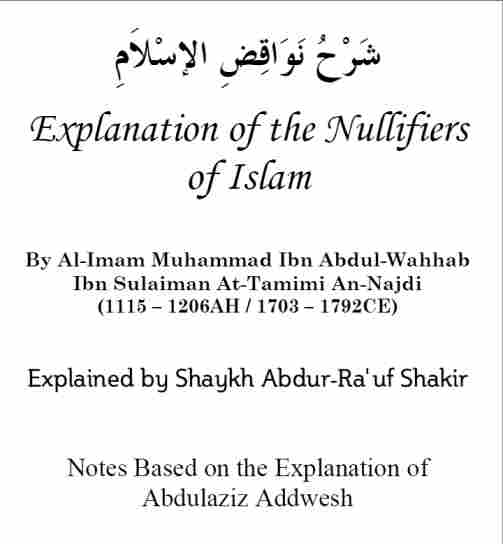 شَرْحُ نَوَاقِضِ الإسْلَامِ
Explanation of the Nullifiers
of Islam
By Al-Imam Muhammad Ibn Abdul-Wahhab
Ibn Sulaiman At-Tamimi An-Najdi
(1115 – 1206AH / 1703 – 1792CE)
Explained by Shaykh Abdur-Ra'uf Shakir
Notes Based on the Explanation of
Abdulaziz Addwesh